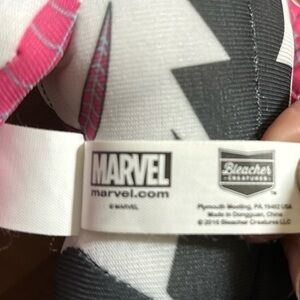 MARVEL
marvel.com
© MARVEL
Bleacher
CREATURES
TM
Plymouth Meeting, PA 19462 USA
Made in Dongguan, China
© 2016 Bleacher Creatures LLC